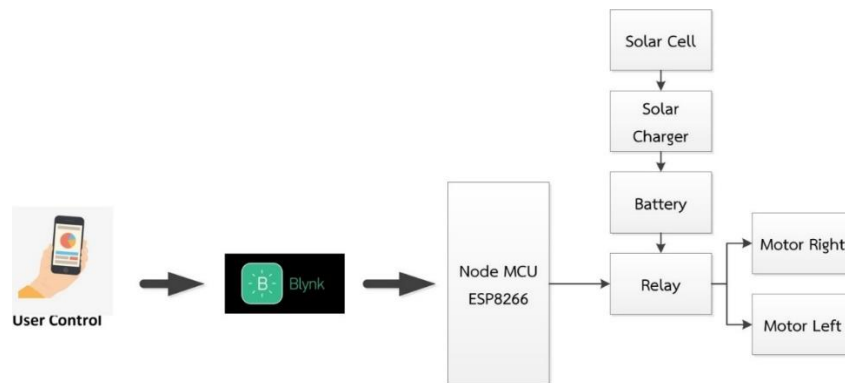 Solar Cell
Solar
Charger
Battery
Node MCU
ESP8266
Relay
Motor Right
Motor Left
B
Blynk
User Control